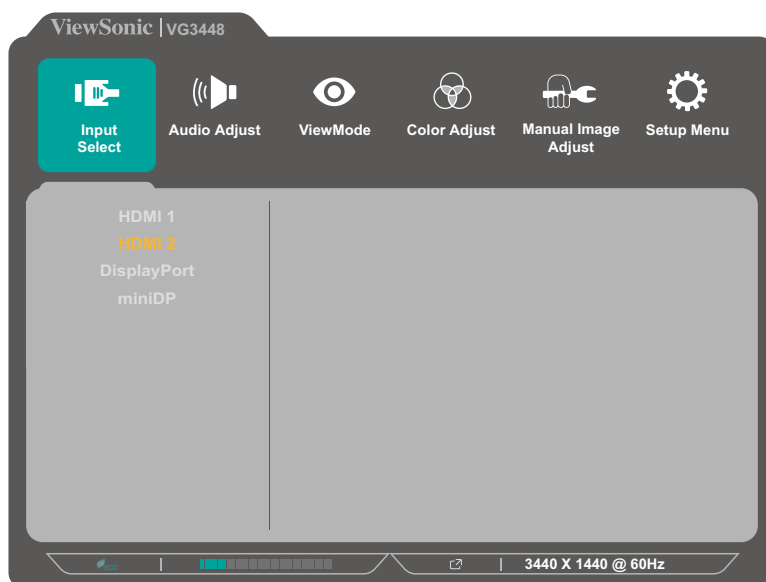 ViewSonic | VG3448
Input Select
Audio Adjust
ViewMode
Color Adjust
Manual Image Adjust
Setup Menu
HDMI 1
HDMI 2
DisplayPort
miniDP
eco
3440 X 1440 @ 60Hz